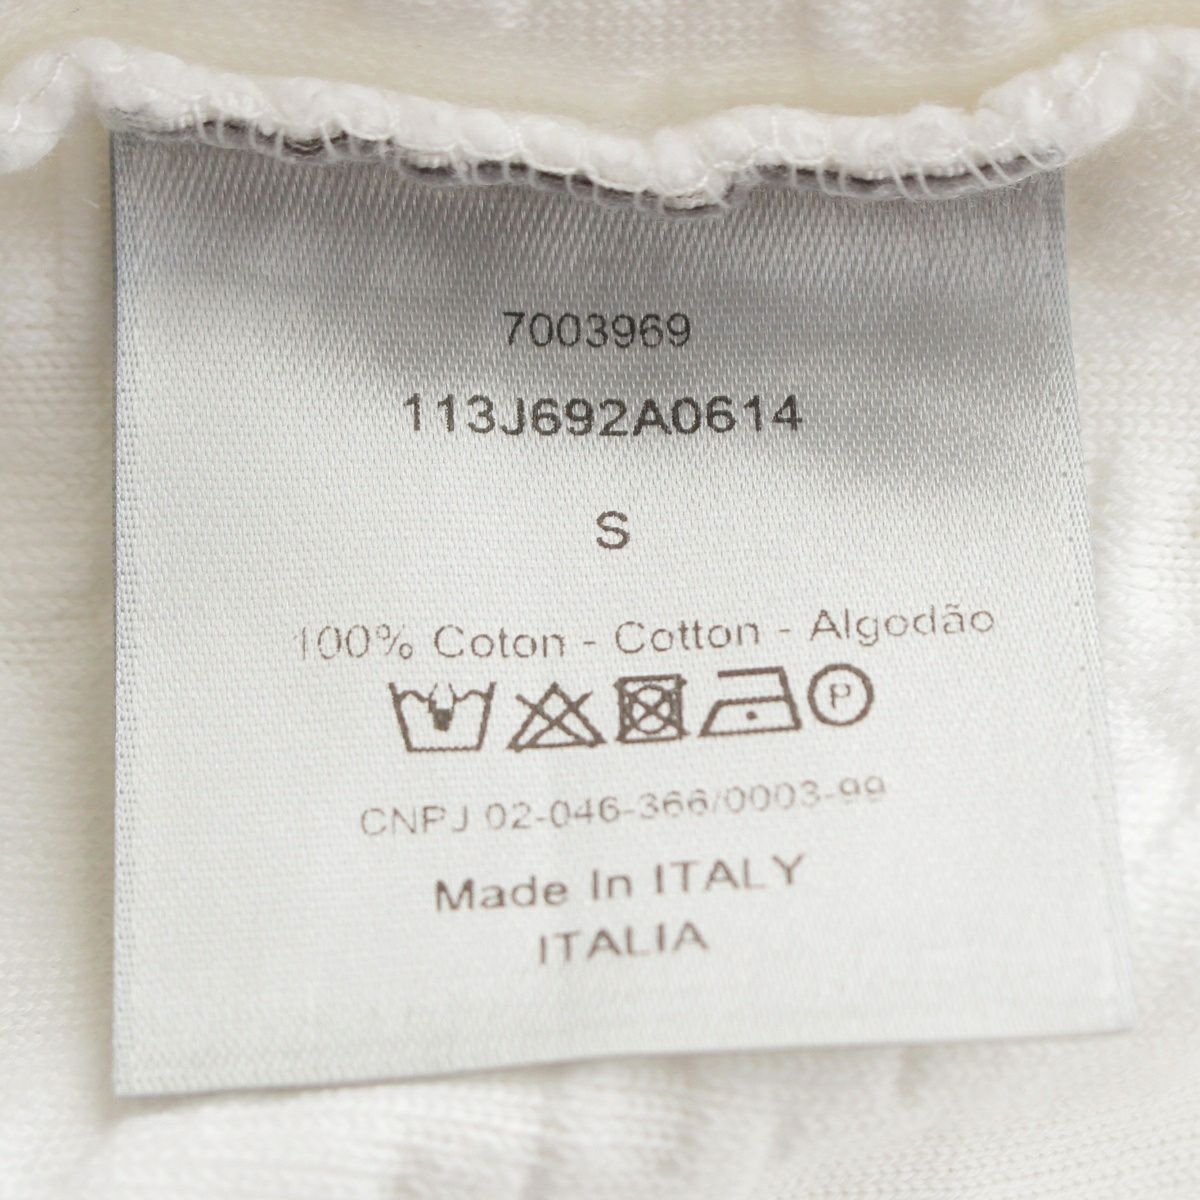 7003969
113J692A0614
S
100% Coton - Cotton - Algodão
P
CNPJ 02-046-366/0003-99
Made In ITALY
ITALIA